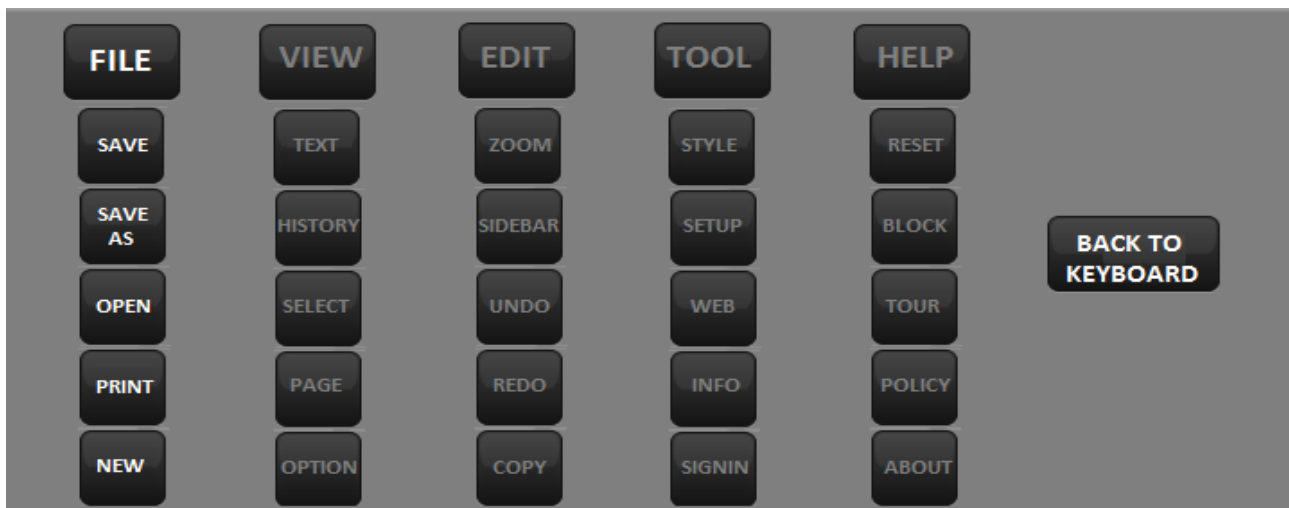 FILE VIEW EDIT TOOL HELP
SAVE TEXT ZOOM STYLE RESET
SAVE
AS HISTORY SIDEBAR SETUP BLOCK
BACK TO
KEYBOARD
OPEN SELECT UNDO WEB TOUR
PRINT PAGE REDO INFO POLICY
NEW OPTION COPY SIGNIN ABOUT